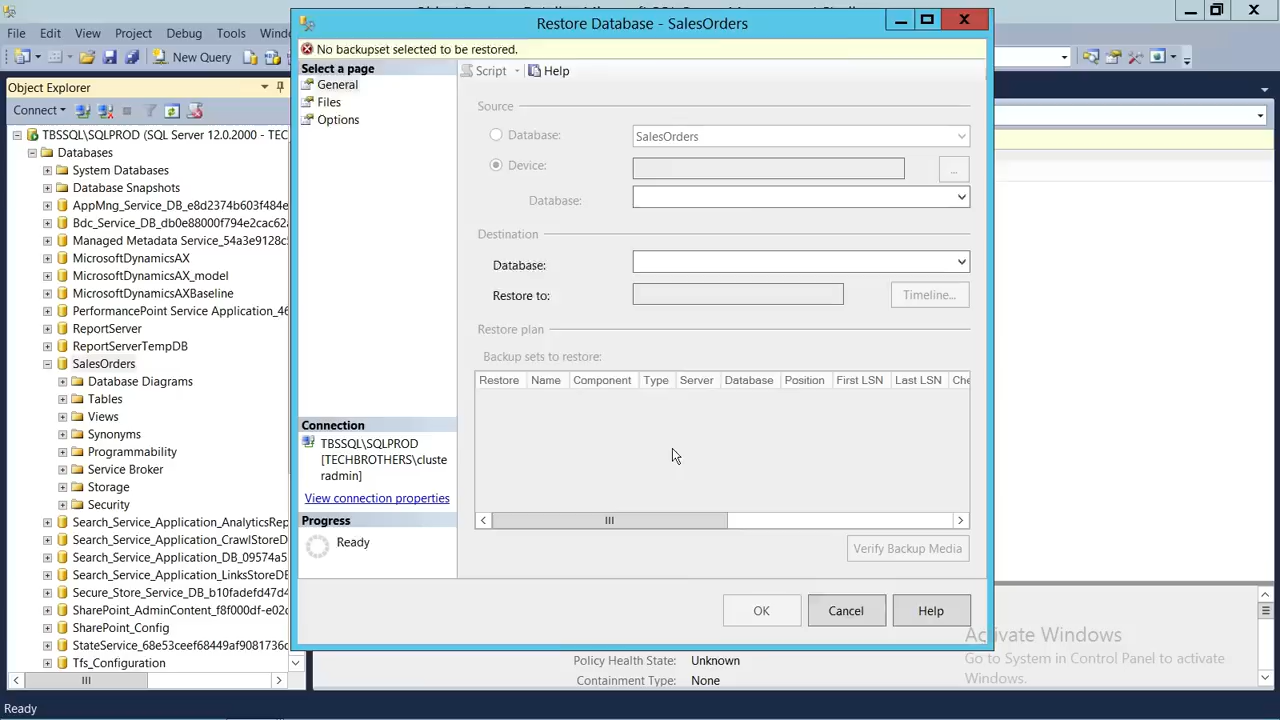 Restore Database - SalesOrders
File Edit View Project Debug Tools
New Query
No backupset selected to be restored.
Select a page
General
Files
Options
Script
Help
Object Explorer
Connect
TBSSQL\SQLPROD (SQL Server 12.0.2000 - TEC
Databases
System Databases
Database Snapshots
AppMng_Service_DB_e8d2374b603f484e
Bdc_Service_DB_db0e88000f794e2cac62
Managed Metadata Service_54a3e9128c
MicrosoftDynamicsAX
MicrosoftDynamicsAX_model
MicrosoftDynamicsAXBaseline
PerformancePoint Service Application_46
ReportServer
ReportServerTempDB
SalesOrders
Database Diagrams
Tables
Views
Synonyms
Programmability
Service Broker
Storage
Security
Search_Service_Application_AnalyticsRep
Search_Service_Application_CrawlStoreD
Search_Service_Application_DB_09574a5
Search_Service_Application_LinksStoreDB
Secure_Store_Service_DB_b10fadefd47d4
SharePoint_AdminContent_f8f000df-e02
SharePoint_Config
StateService_68e53ceef68449af9081736c
Tfs_Configuration
Source
Database:
SalesOrders
Device:
...
Database:
Destination
Database:
Restore to:
Timeline...
Restore plan
Backup sets to restore:
Restore Name Component Type Server Database Position First LSN Last LSN Che
Connection
TBSSQL\SQLPROD
[TECHBROTHERS\cluste
radmin]
View connection properties
Progress
Ready
Verify Backup Media
OK
Cancel
Help
Policy Health State: Unknown
Containment Type: None
Activate Windows
Go to System in Control Panel to activate
Windows.
Ready